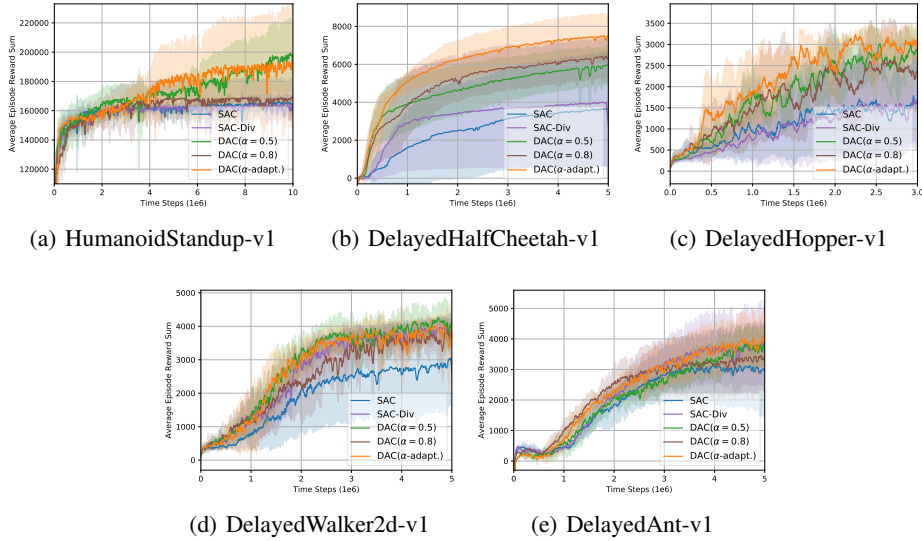 220000
200000
180000
160000
140000
120000
0 2 4 6 8 10
Average Episode Reward Sum
Time Steps (1e6)
SAC
SAC-Div
DAC(α = 0.5)
DAC(α = 0.8)
DAC(α-adapt.)
(a) HumanoidStandup-v1
8000
6000
4000
2000
0
0 1 2 3 4 5
Average Episode Reward Sum
Time Steps (1e6)
SAC
SAC-Div
DAC(α = 0.5)
DAC(α = 0.8)
DAC(α-adapt.)
(b) DelayedHalfCheetah-v1
3500
3000
2500
2000
1500
1000
500
0
0.0 0.5 1.0 1.5 2.0 2.5 3.0
Average Episode Reward Sum
Time Steps (1e6)
SAC
SAC-Div
DAC(α = 0.5)
DAC(α = 0.8)
DAC(α-adapt.)
(c) DelayedHopper-v1
5000
4000
3000
2000
1000
0
0 1 2 3 4 5
Average Episode Reward Sum
Time Steps (1e6)
SAC
SAC-Div
DAC(α = 0.5)
DAC(α = 0.8)
DAC(α-adapt.)
(d) DelayedWalker2d-v1
5000
4000
3000
2000
1000
0
0 1 2 3 4 5
Average Episode Reward Sum
Time Steps (1e6)
SAC
SAC-Div
DAC(α = 0.5)
DAC(α = 0.8)
DAC(α-adapt.)
(e) DelayedAnt-v1